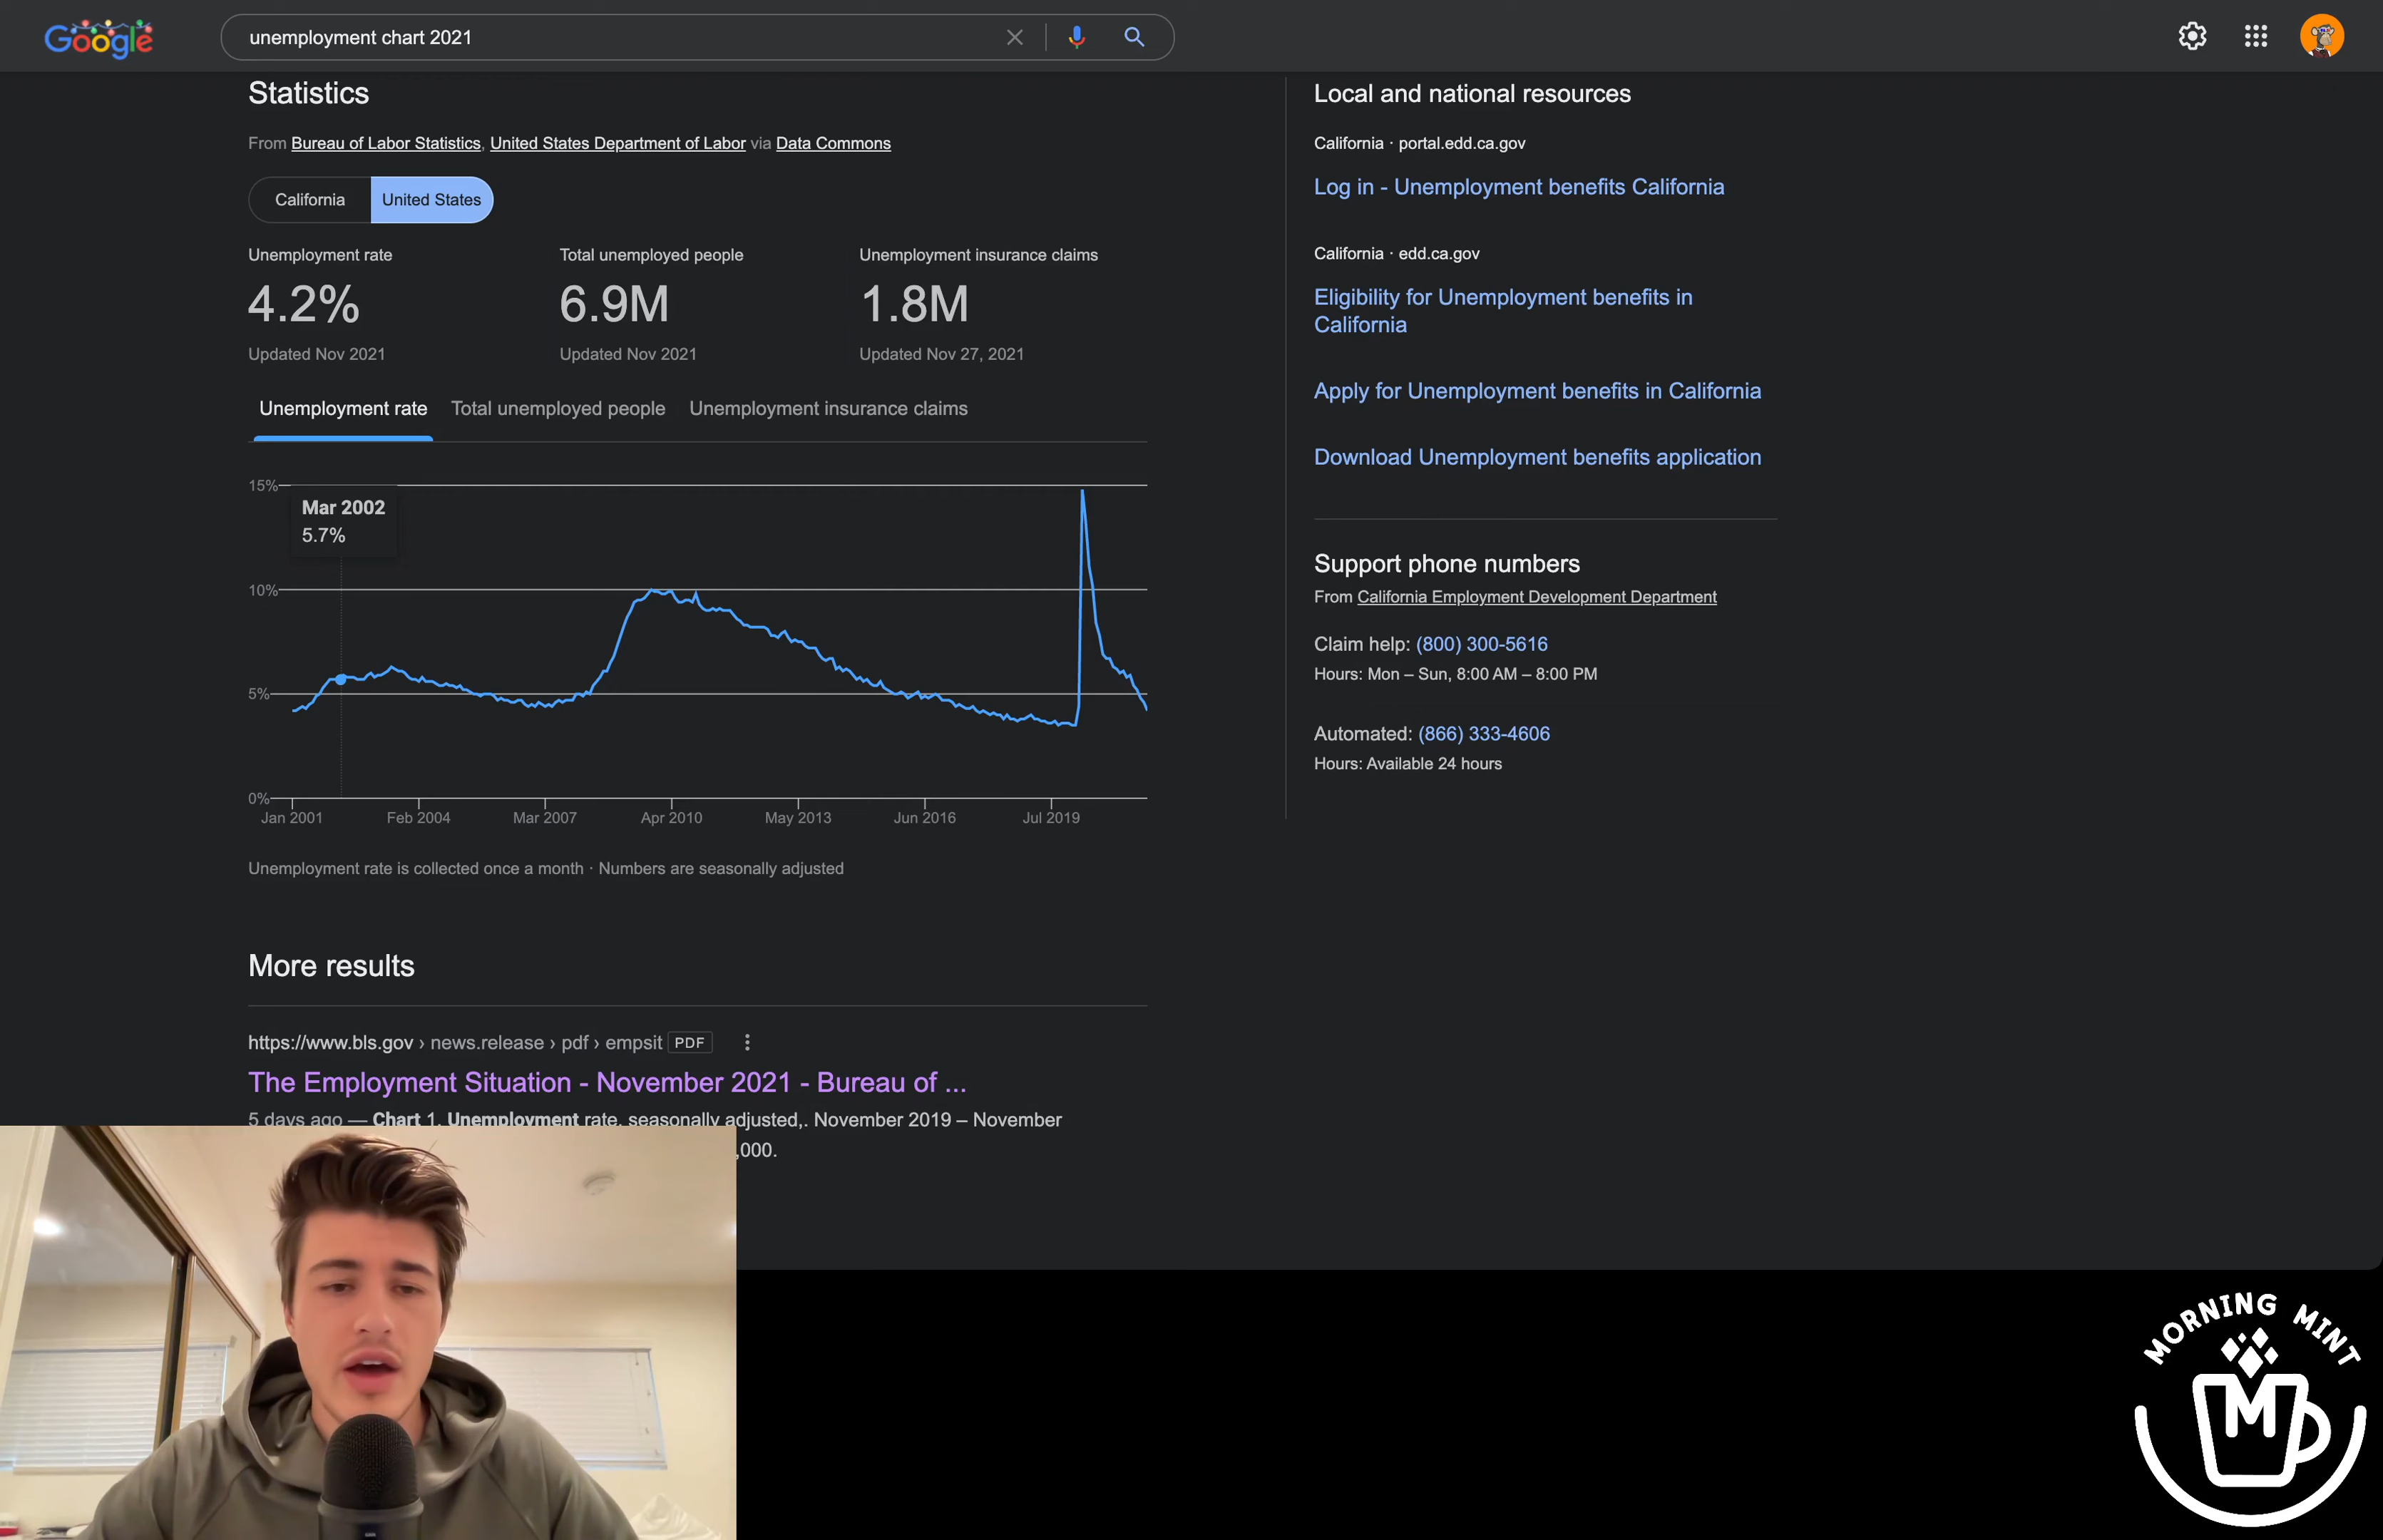 Google
unemployment chart 2021
Statistics
From Bureau of Labor Statistics, United States Department of Labor via Data Commons
California
United States
Unemployment rate
4.2%
Updated Nov 2021
Total unemployed people
6.9M
Updated Nov 2021
Unemployment insurance claims
1.8M
Updated Nov 27, 2021
Unemployment rate
Total unemployed people
Unemployment insurance claims
15%
Mar 2002
5.7%
10%
5%
0%
Jan 2001
Feb 2004
Mar 2007
Apr 2010
May 2013
Jun 2016
Jul 2019
Unemployment rate is collected once a month · Numbers are seasonally adjusted
More results
https://www.bls.gov › news.release › pdf › empsit PDF
The Employment Situation - November 2021 - Bureau of ...
5 days ago — Chart 1. Unemployment rate, seasonally adjusted,. November 2019 – November
,000.
Local and national resources
California · portal.edd.ca.gov
Log in - Unemployment benefits California
California · edd.ca.gov
Eligibility for Unemployment benefits in
California
Apply for Unemployment benefits in California
Download Unemployment benefits application
Support phone numbers
From California Employment Development Department
Claim help: (800) 300-5616
Hours: Mon – Sun, 8:00 AM – 8:00 PM
Automated: (866) 333-4606
Hours: Available 24 hours
MORNING MINT
M